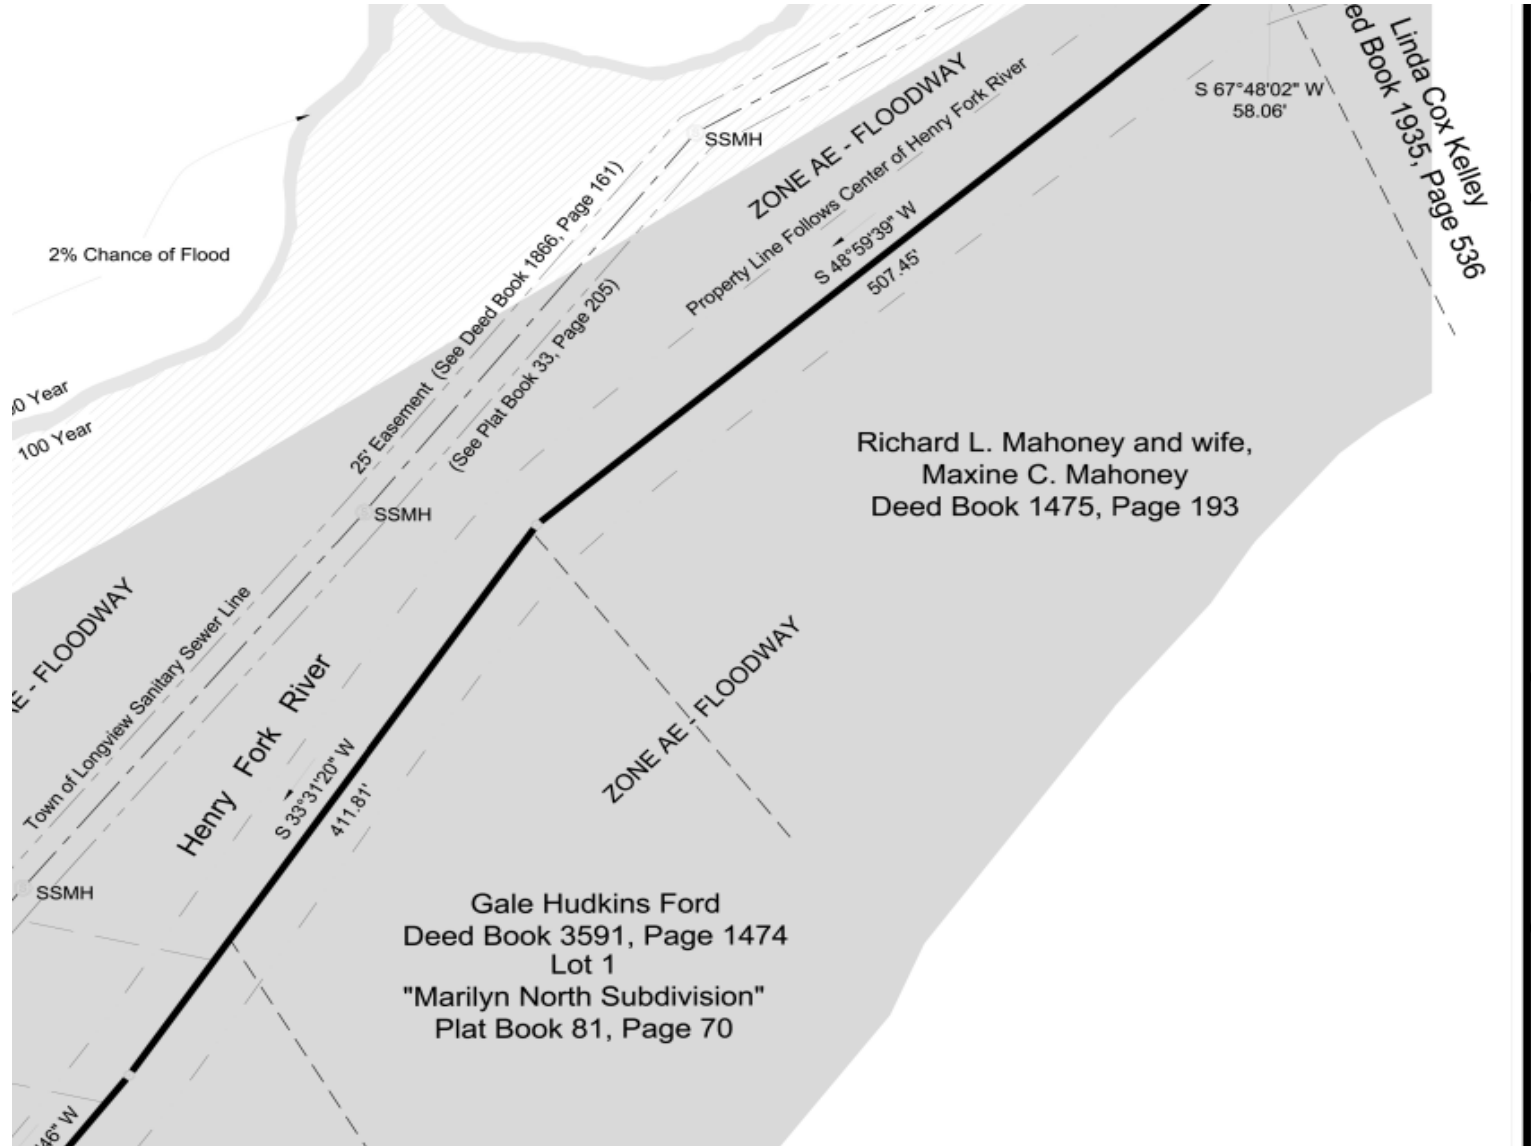 Linda Cox Kelley
ed Book 1935, Page 536
S 67°48'02" W
58.06'
SSMH
ZONE AE - FLOODWAY
Property Line Follows Center of Henry Fork River
S 48°59'39" W
507.45'
2% Chance of Flood
25' Easement (See Deed Book 1866, Page 161)
(See Plat Book 33, Page 205)
0 Year
100 Year
Richard L. Mahoney and wife,
Maxine C. Mahoney
Deed Book 1475, Page 193
SSMH
AE - FLOODWAY
Town of Longview Sanitary Sewer Line
Henry Fork River
S 33°31'20" W
411.81'
ZONE AE - FLOODWAY
SSMH
Gale Hudkins Ford
Deed Book 3591, Page 1474
Lot 1
"Marilyn North Subdivision"
Plat Book 81, Page 70
46" W